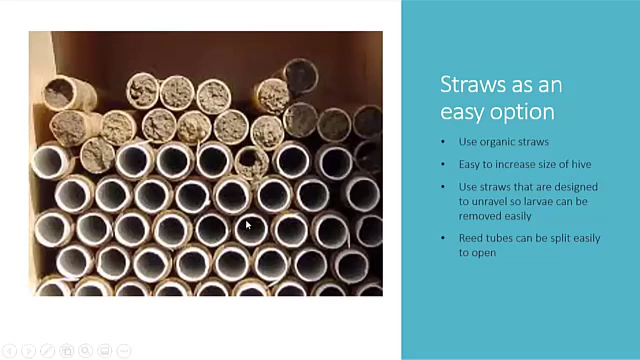 Straws as an
easy option
• Use organic straws
• Easy to increase size of hive
• Use straws that are designed
to unravel so larvae can be
removed easily
• Reed tubes can be split easily
to open